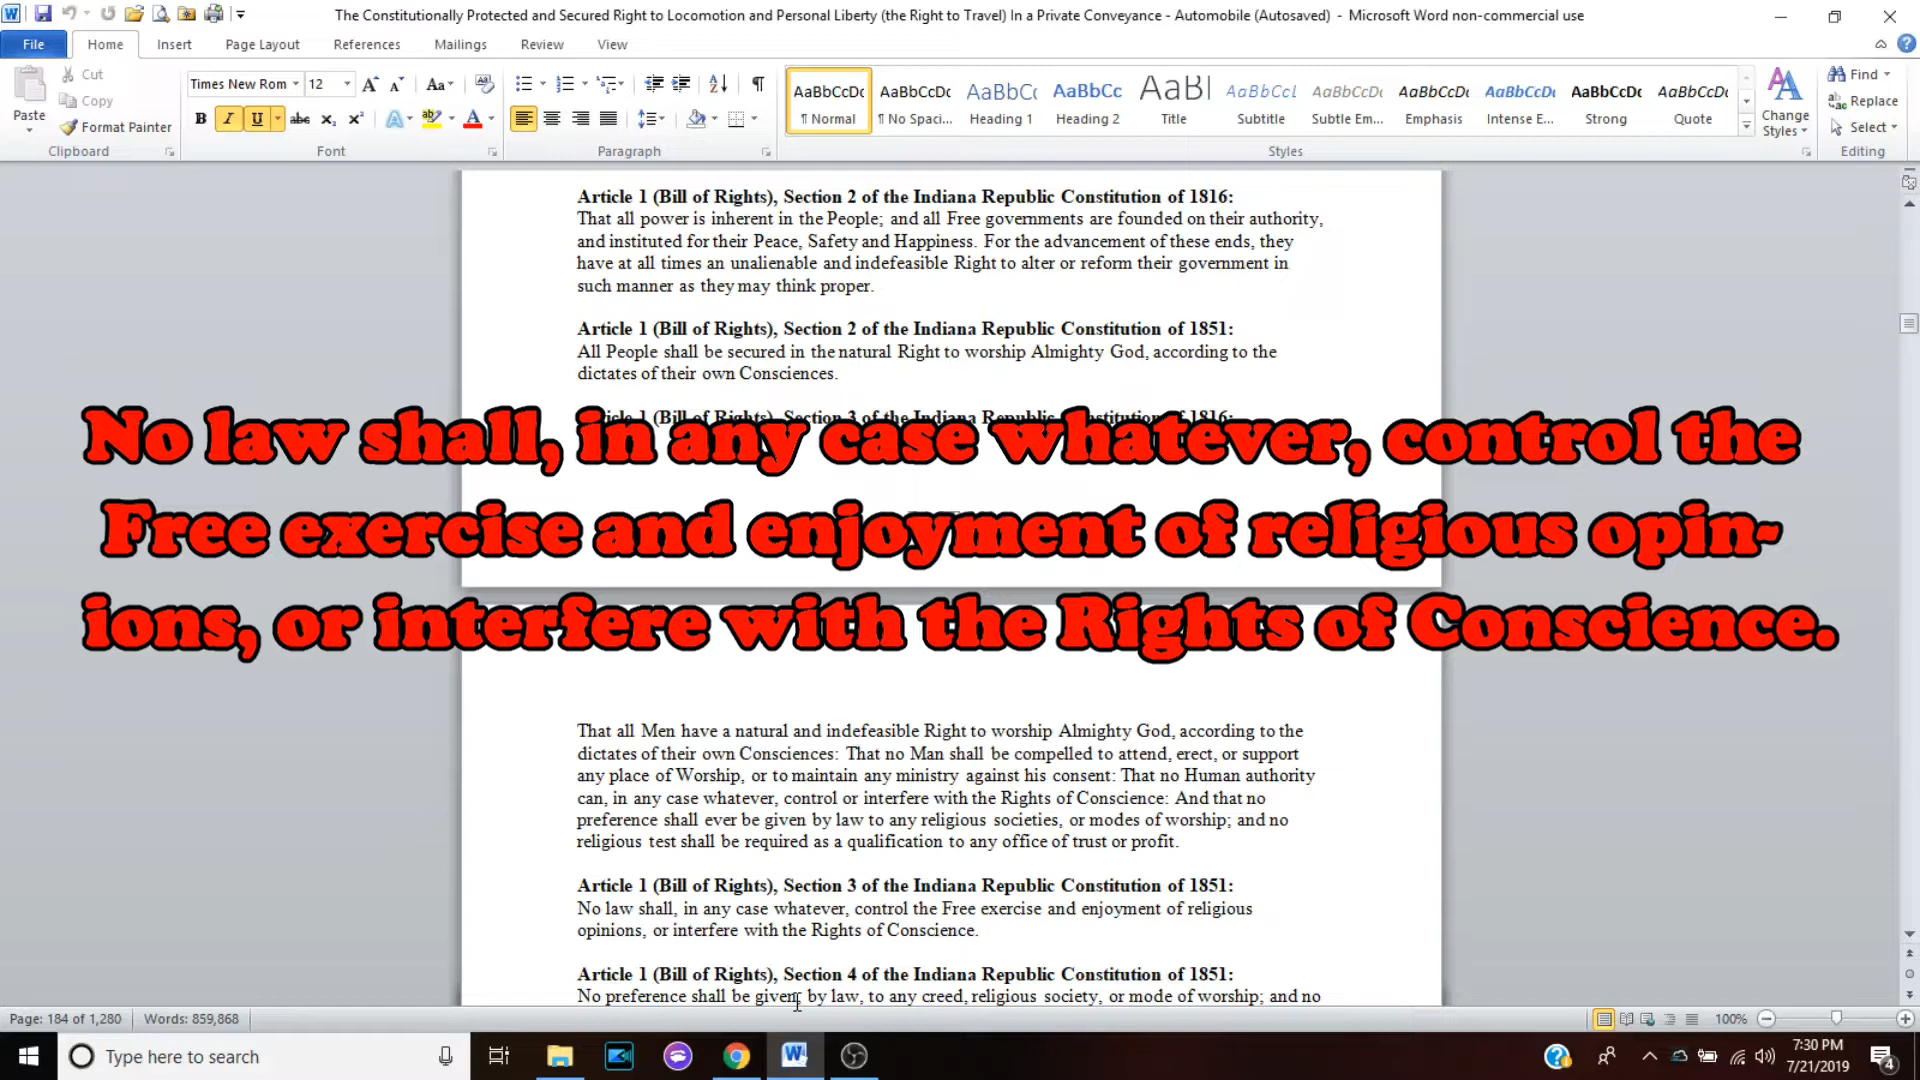 The Constitutionally Protected and Secured Right to Locomotion and Personal Liberty (the Right to Travel) In a Private Conveyance - Automobile (Autosaved) - Microsoft Word non-commercial use
File Home Insert Page Layout References Mailings Review View
Paste
Cut
Copy
Format Painter
Clipboard
Times New Rom 12
Font
Paragraph
AaBbCcDc AaBbCcDc AaBbCc AaBbCc AaBl AaBbCcL AaBbCcDc AaBbCcDc AaBbCcDc AaBbCcDc AaBbCcDc
¶ Normal ¶ No Spaci... Heading 1 Heading 2 Title Subtitle Subtle Em... Emphasis Intense E... Strong Quote
Styles
Change Styles
Find
Replace
Select
Editing
Article 1 (Bill of Rights), Section 2 of the Indiana Republic Constitution of 1816:
That all power is inherent in the People; and all Free governments are founded on their authority,
and instituted for their Peace, Safety and Happiness. For the advancement of these ends, they
have at all times an unalienable and indefeasible Right to alter or reform their government in
such manner as they may think proper.
Article 1 (Bill of Rights), Section 2 of the Indiana Republic Constitution of 1851:
All People shall be secured in the natural Right to worship Almighty God, according to the
dictates of their own Consciences.
Article 1 (Bill of Rights), Section 3 of the Indiana Republic Constitution of 1816:
No law shall, in any case whatever, control the
Free exercise and enjoyment of religious opin-
ions, or interfere with the Rights of Conscience.
That all Men have a natural and indefeasible Right to worship Almighty God, according to the
dictates of their own Consciences: That no Man shall be compelled to attend, erect, or support
any place of Worship, or to maintain any ministry against his consent: That no Human authority
can, in any case whatever, control or interfere with the Rights of Conscience: And that no
preference shall ever be given by law to any religious societies, or modes of worship; and no
religious test shall be required as a qualification to any office of trust or profit.
Article 1 (Bill of Rights), Section 3 of the Indiana Republic Constitution of 1851:
No law shall, in any case whatever, control the Free exercise and enjoyment of religious
opinions, or interfere with the Rights of Conscience.
Article 1 (Bill of Rights), Section 4 of the Indiana Republic Constitution of 1851:
No preference shall be given, by law, to any creed, religious society, or mode of worship; and no
Page: 184 of 1,280 Words: 859,868
100%
Type here to search
7:30 PM
7/21/2019
4